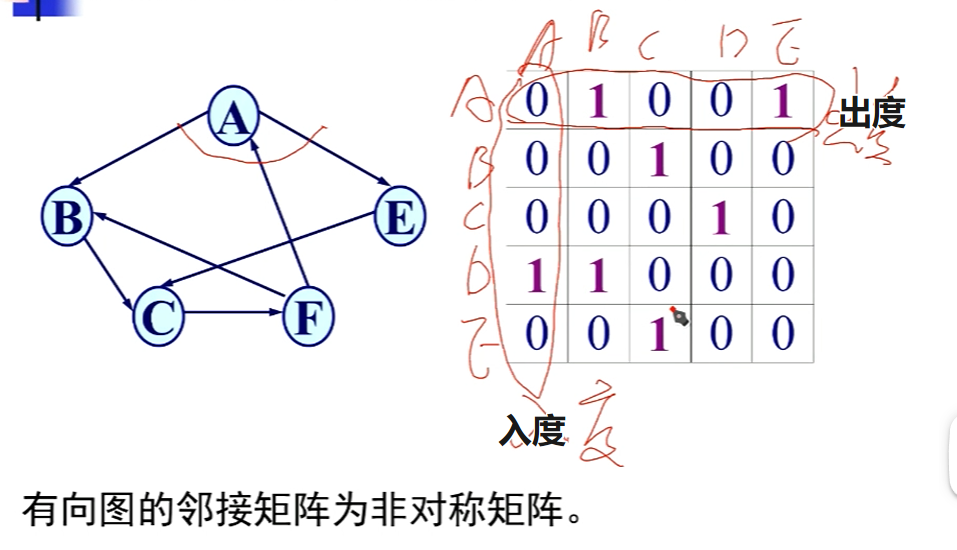 A B C D E
A
A 0 1 0 0 1 出度
B 0 0 1 0 0
B E
C 0 0 0 1 0
D 1 1 0 0 0
C F
E 0 0 1 0 0
入度 度
有向图的邻接矩阵为非对称矩阵。